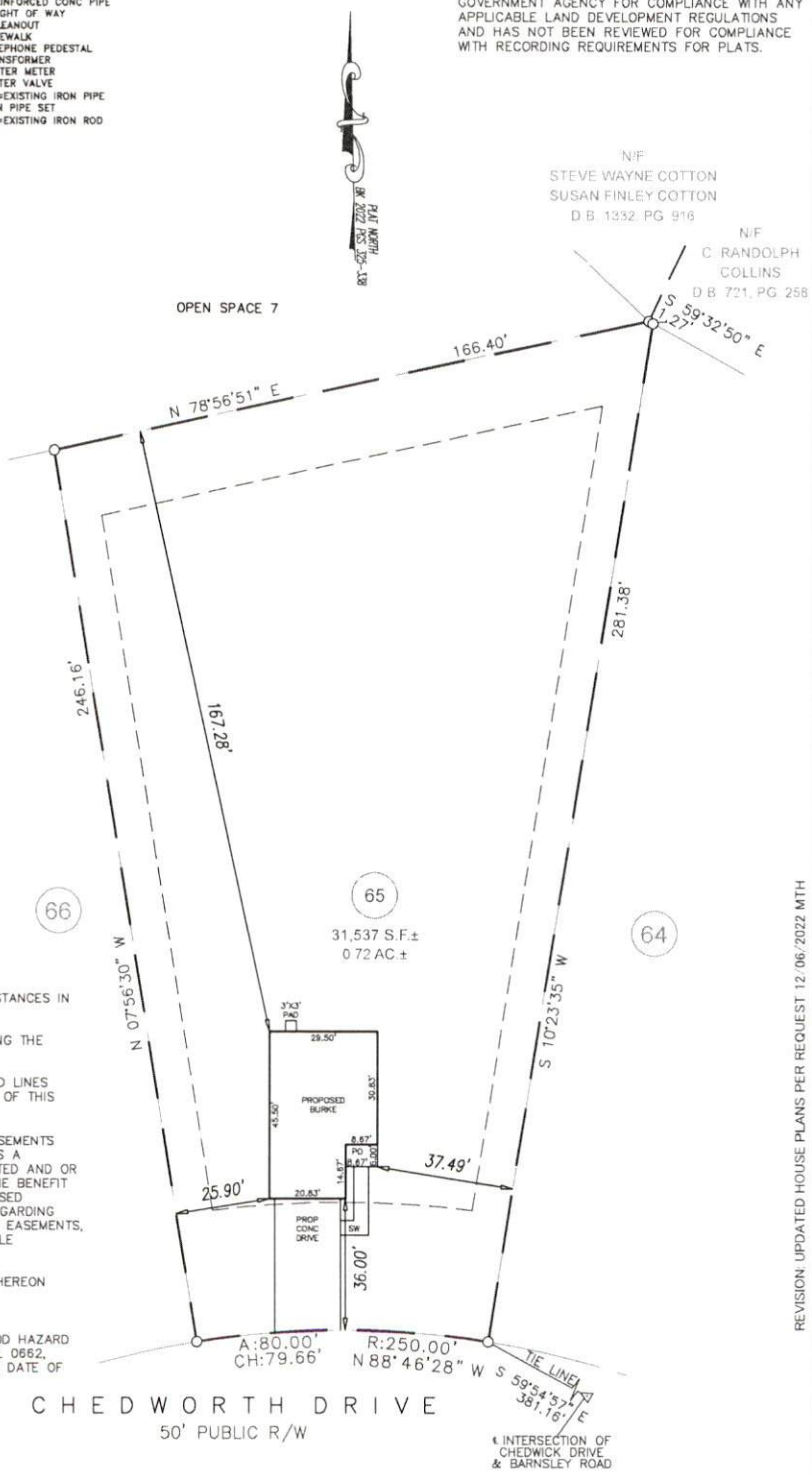 INFORCED CONC PIPE
GHT OF WAY
EANOUT
EWALK
EPHONE PEDESTAL
NSFORMER
TER METER
TER VALVE
=EXISTING IRON PIPE
N PIPE SET
=EXISTING IRON ROD
GOVERNMENT AGENCY FOR COMPLIANCE WITH ANY
APPLICABLE LAND DEVELOPMENT REGULATIONS
AND HAS NOT BEEN REVIEWED FOR COMPLIANCE
WITH RECORDING REQUIREMENTS FOR PLATS.
PLAT NORTH
BK 2022 PGS 325-338
N/F
STEVE WAYNE COTTON
SUSAN FINLEY COTTON
D.B. 1332, PG 916
N/F
C. RANDOLPH
COLLINS
D.B. 721, PG 258
OPEN SPACE 7
S 59°32'50" E
1.27'
166.40'
N 78°56'51" E
246.16'
281.38'
167.28'
66
65
31,537 S.F.±
0.72 AC.±
64
N 07°56'30" W
S 10°23'35" W
3'X3'
PAD
29.50'
PROPOSED
BURKE
45.50'
30.83'
8.67'
PO
6.00'
8.67'
14.67'
20.83'
25.90'
37.49'
PROP
CONC
DRIVE
SW
36.00'
STANCES IN
NG THE
D LINES
OF THIS
SEMENTS
S A
TED AND OR
NE BENEFIT
SED
GARDING
EASEMENTS,
LE
HEREON
OD HAZARD
L 0662,
DATE OF
A:80.00' R:250.00'
CH:79.66' N 88°46'28" W
TIE LINE
S 59°54'57" E
381.16'
CHEDWORTH DRIVE
50' PUBLIC R/W
INTERSECTION OF
CHEDWICK DRIVE
& BARNSLEY ROAD
REVISION: UPDATED HOUSE PLANS PER REQUEST 12/06/2022 MTH